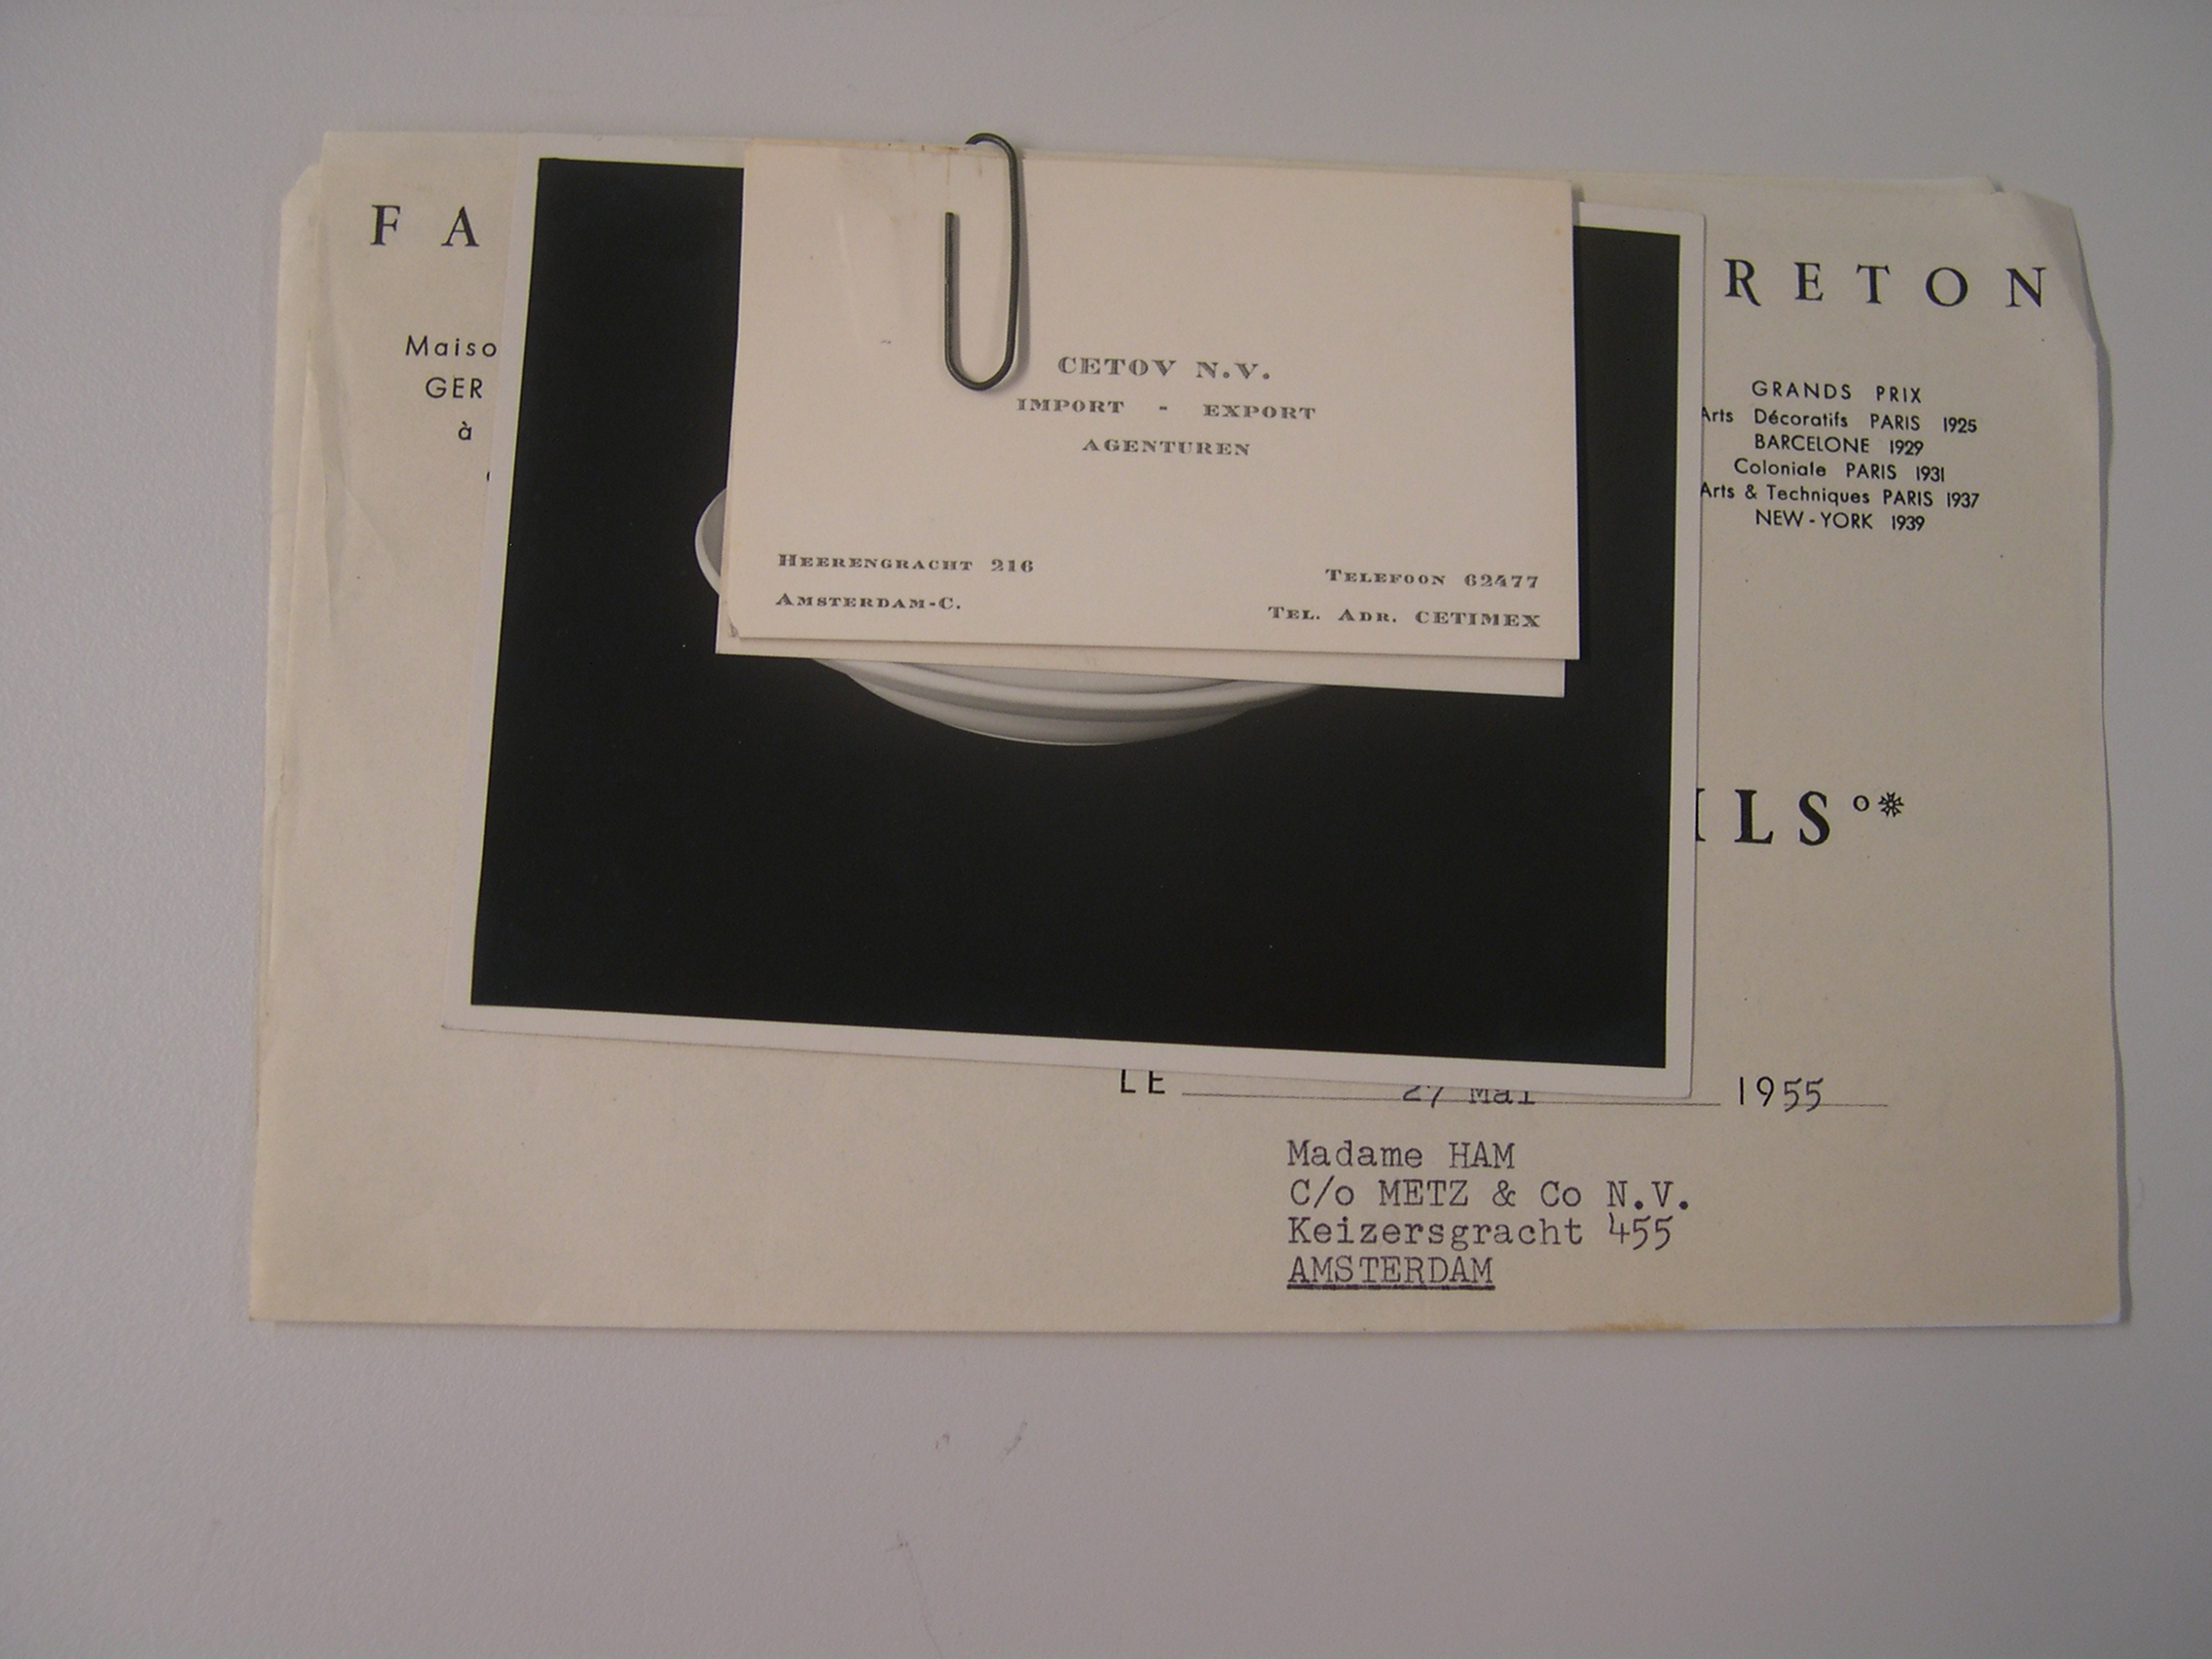 F A
R E T O N
Maiso
GER
à
GRANDS PRIX
Arts Décoratifs PARIS 1925
BARCELONE 1929
Coloniale PARIS 1931
Arts & Techniques PARIS 1937
NEW-YORK 1939
CETOV N.V.
IMPORT - EXPORT
AGENTUREN
HEERENGRACHT 216
AMSTERDAM-C.
TELEFOON 62477
TEL. ADR. CETIMEX
ILS o*
LE 27 Mai 1955
Madame HAM
C/o METZ & Co N.V.
Keizersgracht 455
AMSTERDAM